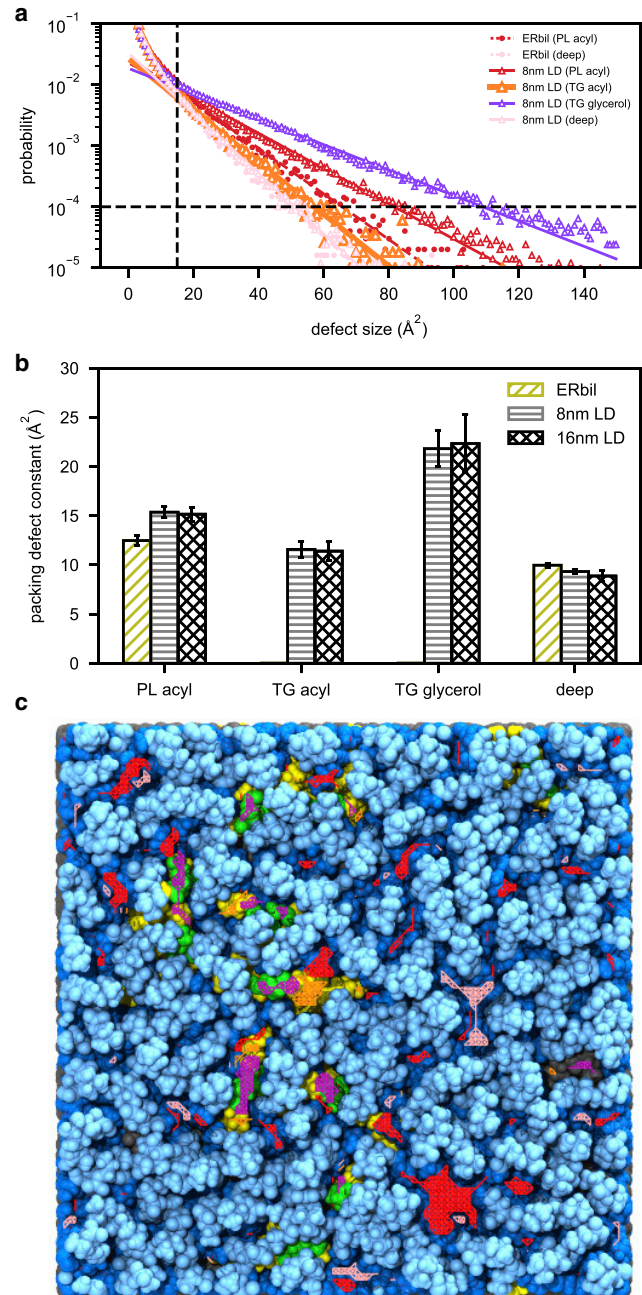 a
10⁻¹
10⁻²
10⁻³
10⁻⁴
10⁻⁵
probability
ERbil (PL acyl)
ERbil (deep)
8nm LD (PL acyl)
8nm LD (TG acyl)
8nm LD (TG glycerol)
8nm LD (deep)
0 20 40 60 80 100 120 140
defect size (Å²)
b
30
25
20
15
10
5
0
packing defect constant (Å²)
ERbil
8nm LD
16nm LD
PL acyl TG acyl TG glycerol deep
c